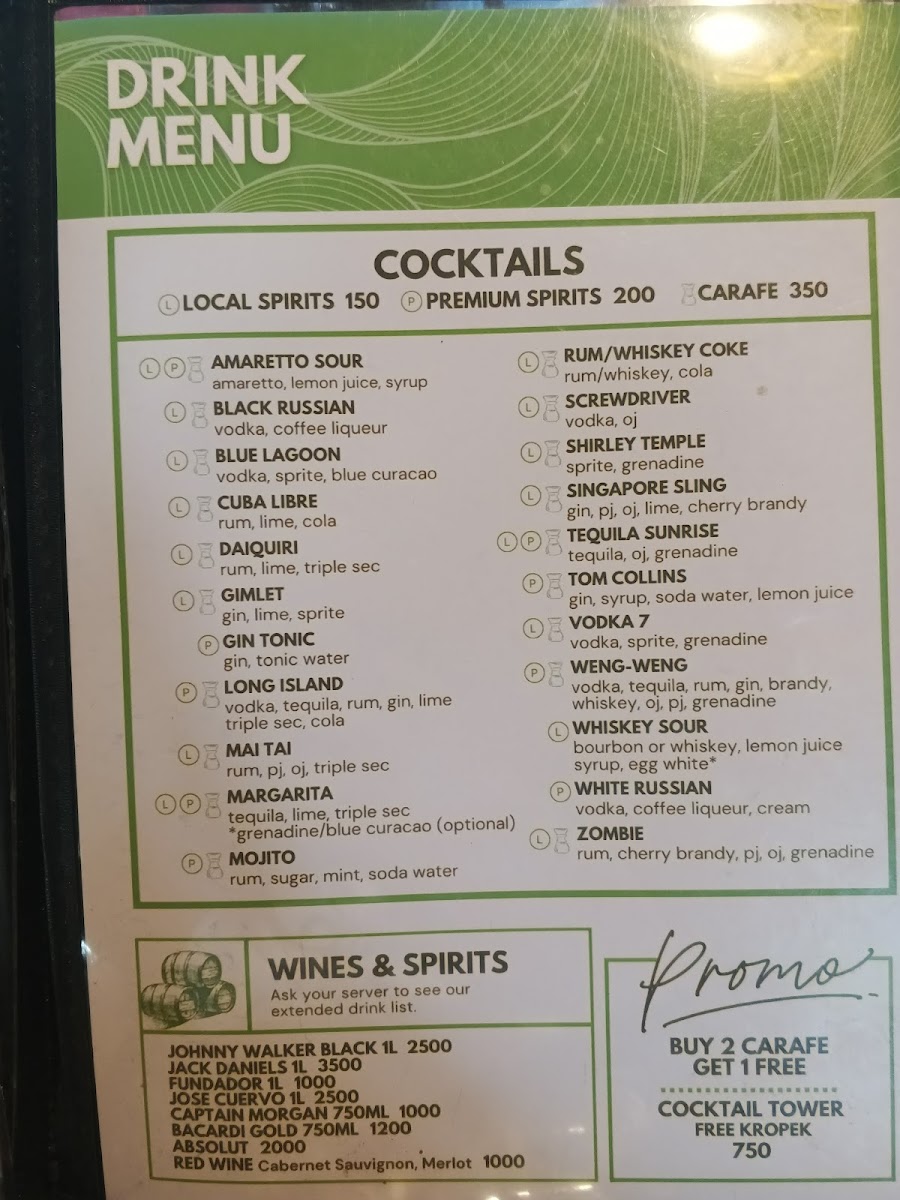 DRINK
MENU
COCKTAILS
L LOCAL SPIRITS 150 P PREMIUM SPIRITS 200 CARAFE 350
L P AMARETTO SOUR
amaretto, lemon juice, syrup
L BLACK RUSSIAN
vodka, coffee liqueur
L BLUE LAGOON
vodka, sprite, blue curacao
L CUBA LIBRE
rum, lime, cola
L DAIQUIRI
rum, lime, triple sec
L GIMLET
gin, lime, sprite
P GIN TONIC
gin, tonic water
P LONG ISLAND
vodka, tequila, rum, gin, lime
triple sec, cola
L MAI TAI
rum, pj, oj, triple sec
L P MARGARITA
tequila, lime, triple sec
*grenadine/blue curacao (optional)
P MOJITO
rum, sugar, mint, soda water
L RUM/WHISKEY COKE
rum/whiskey, cola
L SCREWDRIVER
vodka, oj
L SHIRLEY TEMPLE
sprite, grenadine
L SINGAPORE SLING
gin, pj, oj, lime, cherry brandy
L P TEQUILA SUNRISE
tequila, oj, grenadine
P TOM COLLINS
gin, syrup, soda water, lemon juice
L VODKA 7
vodka, sprite, grenadine
P WENG-WENG
vodka, tequila, rum, gin, brandy,
whiskey, oj, pj, grenadine
L WHISKEY SOUR
bourbon or whiskey, lemon juice
syrup, egg white*
P WHITE RUSSIAN
vodka, coffee liqueur, cream
L ZOMBIE
rum, cherry brandy, pj, oj, grenadine
WINES & SPIRITS
Ask your server to see our
extended drink list.
JOHNNY WALKER BLACK 1L 2500
JACK DANIELS 1L 3500
FUNDADOR 1L 1000
JOSE CUERVO 1L 2500
CAPTAIN MORGAN 750ML 1000
BACARDI GOLD 750ML 1200
ABSOLUT 2000
RED WINE Cabernet Sauvignon, Merlot 1000
Promo
BUY 2 CARAFE
GET 1 FREE
COCKTAIL TOWER
FREE KROPEK
750